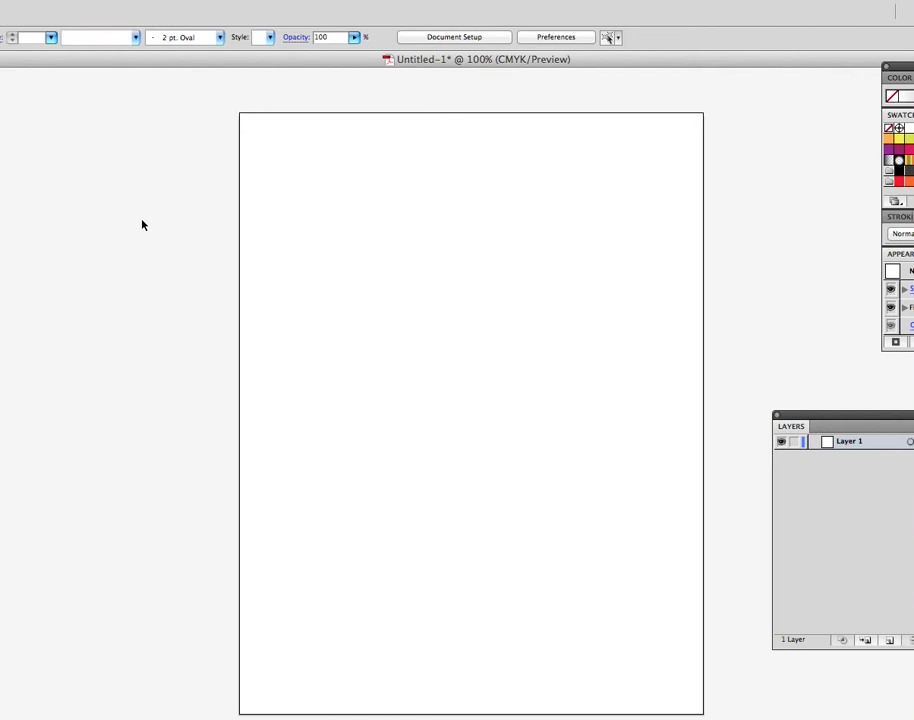 2 pt. Oval Style: Opacity: 100 % Document Setup Preferences
Untitled-1* @ 100% (CMYK/Preview)
COLOR
SWATC
STROK
Norma
APPEAR
LAYERS
Layer 1
1 Layer